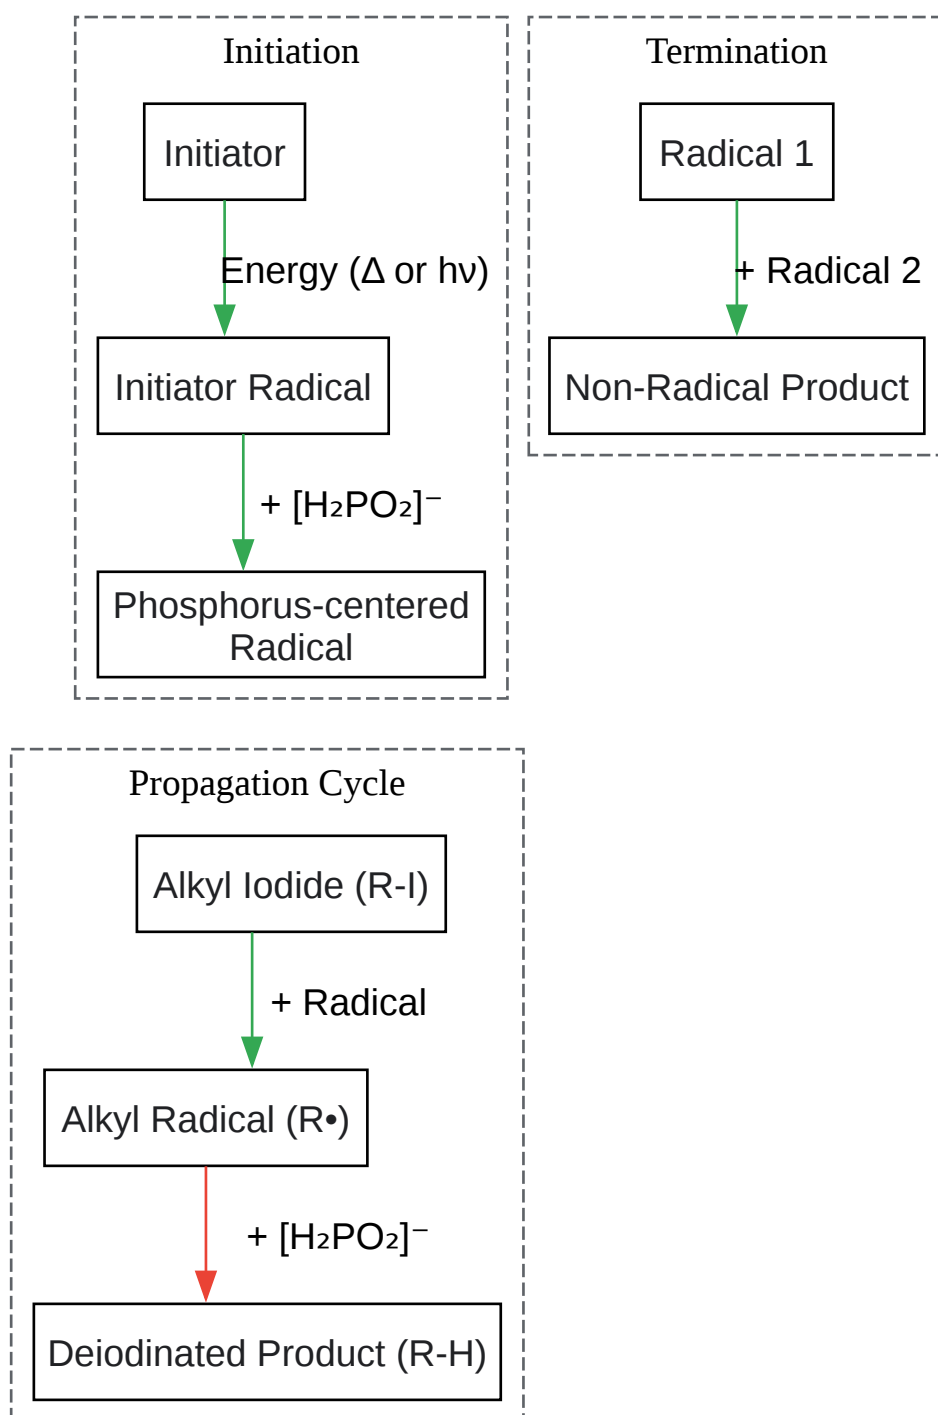 Initiation
Initiator
Energy (Δ or hν)
Initiator Radical
+ [H₂PO₂]⁻
Phosphorus-centered
Radical
Termination
Radical 1
+ Radical 2
Non-Radical Product
Propagation Cycle
Alkyl Iodide (R-I)
+ Radical
Alkyl Radical (R•)
+ [H₂PO₂]⁻
Deiodinated Product (R-H)